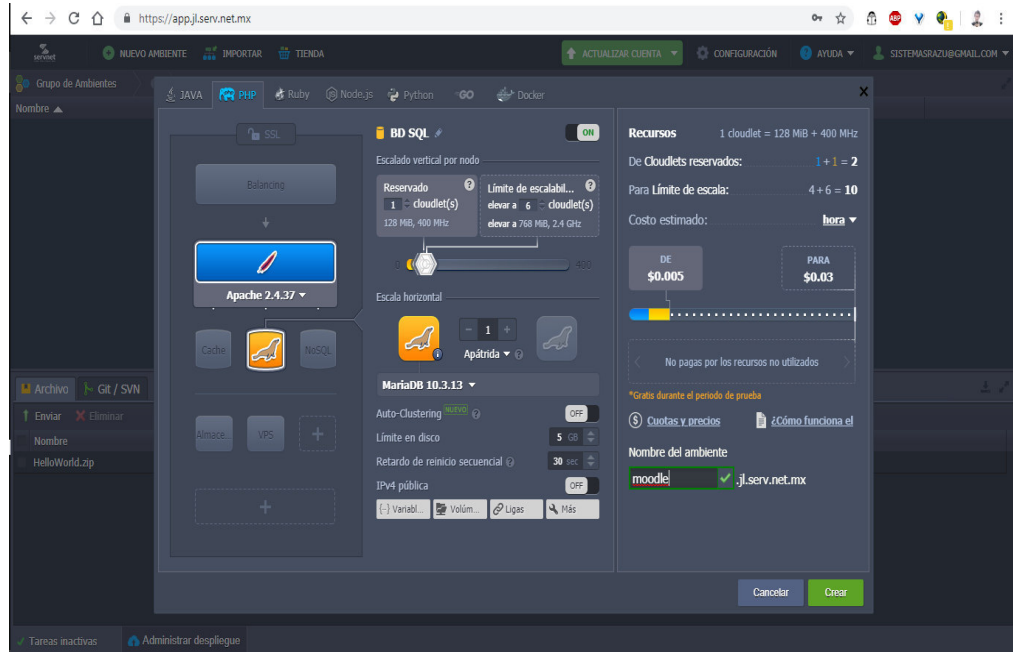 https://app.jl.serv.net.mx
servnet
NUEVO AMBIENTE
IMPORTAR
TIENDA
ACTUALIZAR CUENTA
CONFIGURACIÓN
AYUDA
SISTEMASRAZU@GMAIL.COM
Grupo de Ambientes
Nombre
JAVA
PHP
Ruby
Node.js
Python
GO
Docker
X
SSL
Balancing
Apache 2.4.37
Cache
NoSQL
Almace...
VPS
BD SQL
ON
Escalado vertical por nodo
Reservado ?
1 cloudlet(s)
128 MiB, 400 MHz
Límite de escalabil... ?
elevar a 6 cloudlet(s)
elevar a 768 MiB, 2.4 GHz
0
400
Escala horizontal
- 1 +
Apátrida
MariaDB 10.3.13
Auto-Clustering NUEVO OFF
Límite en disco 5 GB
Retardo de reinicio secuencial 30 sec
IPv4 pública OFF
Variabl...
Volúm...
Ligas
Más
Recursos 1 cloudlet = 128 MiB + 400 MHz
De Cloudlets reservados: 1 + 1 = 2
Para Límite de escala: 4 + 6 = 10
Costo estimado: hora
DE
$0.005
PARA
$0.03
No pagas por los recursos no utilizados
*Gratis durante el periodo de prueba
Cuotas y precios
¿Cómo funciona el
Nombre del ambiente
moodle .jl.serv.net.mx
Cancelar
Crear
Archivo
Git / SVN
Enviar
Eliminar
Nombre
HelloWorld.zip
Tareas inactivas
Administrar despliegue